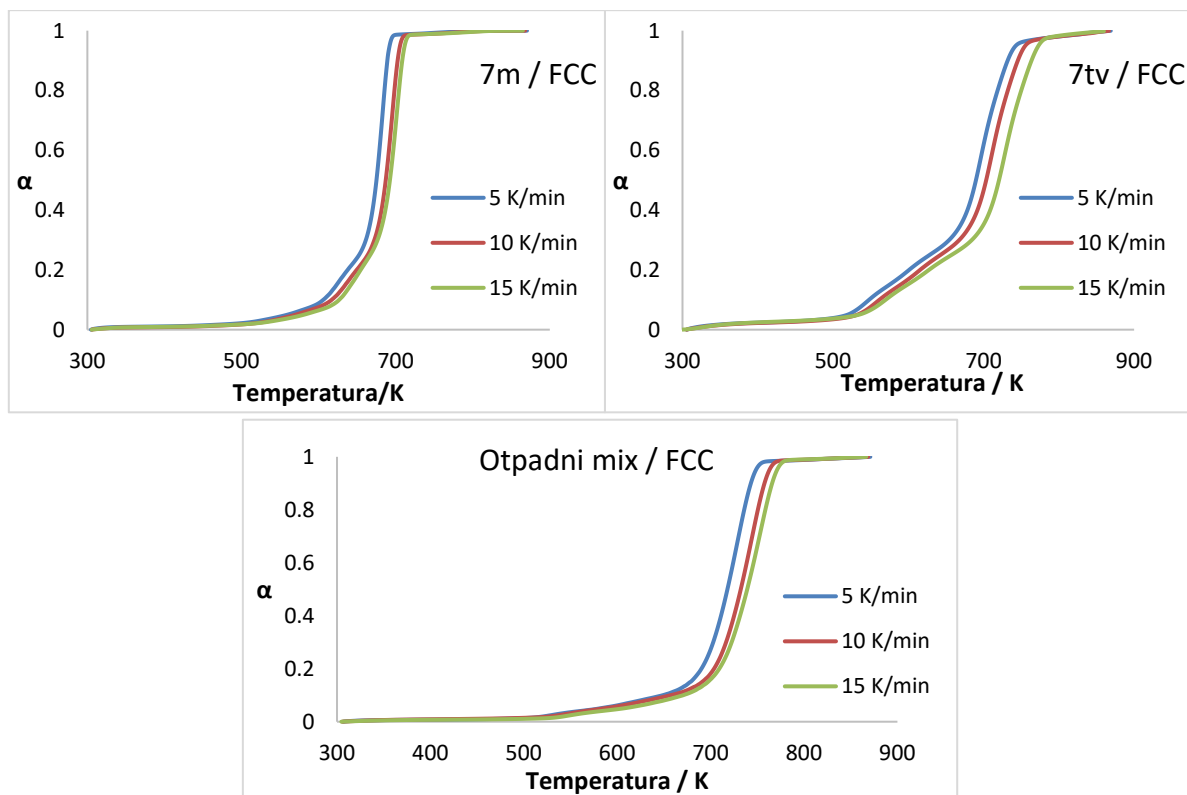 7m / FCC
1
0.8
0.6
α
0.4
0.2
0
5 K/min
10 K/min
15 K/min
300 500 700 900
Temperatura/K
7tv / FCC
1
0.8
0.6
α
0.4
0.2
0
5 K/min
10 K/min
15 K/min
300 500 700 900
Temperatura / K
Otpadni mix / FCC
1
0.8
0.6
α
0.4
0.2
0
5 K/min
10 K/min
15 K/min
300 400 500 600 700 800 900
Temperatura / K